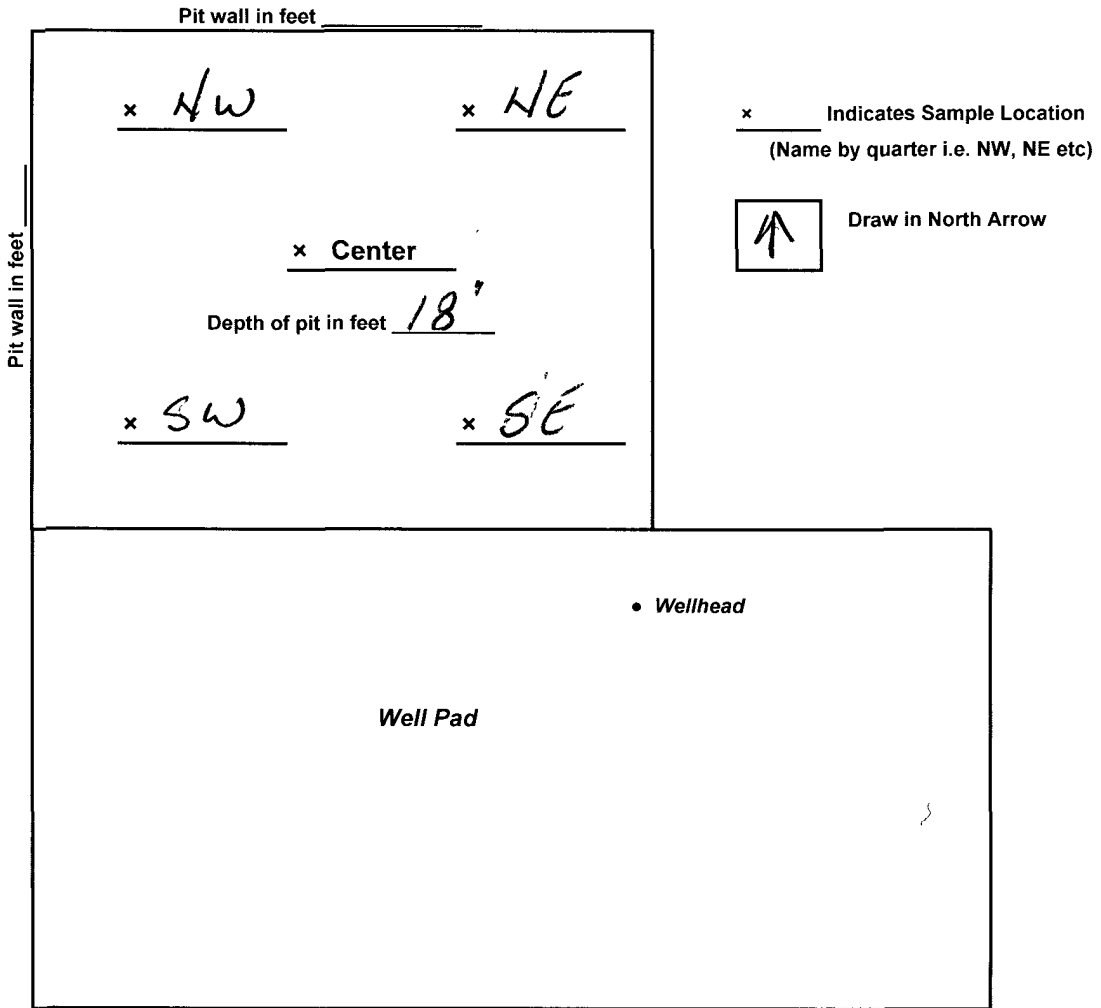 Pit wall in feet
× NW
× NE
× Indicates Sample Location
(Name by quarter i.e. NW, NE etc)
Draw in North Arrow
Pit wall in feet
× Center
Depth of pit in feet 18"
× SW
× SE
• Wellhead
Well Pad